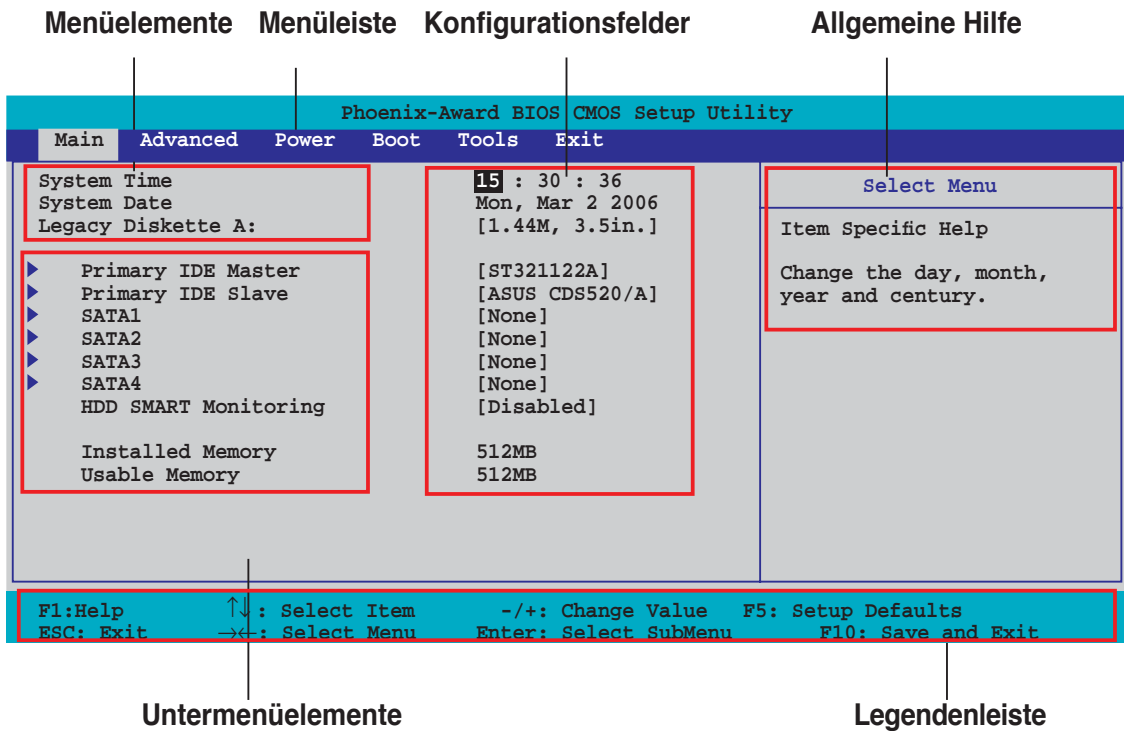 Menüelemente Menüleiste Konfigurationsfelder Allgemeine Hilfe
Phoenix-Award BIOS CMOS Setup Utility
Main Advanced Power Boot Tools Exit
System Time 15 : 30 : 36
System Date Mon, Mar 2 2006
Legacy Diskette A: [1.44M, 3.5in.]
Primary IDE Master [ST321122A]
Primary IDE Slave [ASUS CDS520/A]
SATA1 [None]
SATA2 [None]
SATA3 [None]
SATA4 [None]
HDD SMART Monitoring [Disabled]
Installed Memory 512MB
Usable Memory 512MB
Select Menu
Item Specific Help
Change the day, month,
year and century.
F1:Help ↑↓: Select Item -/+: Change Value F5: Setup Defaults
ESC: Exit →←: Select Menu Enter: Select SubMenu F10: Save and Exit
Untermenüelemente Legendenleiste